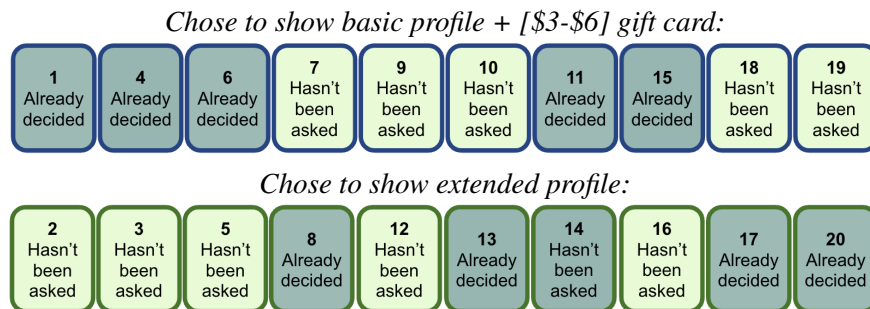 Chose to show basic profile + [$3-$6] gift card:
1 4 6 7 9 10 11 15 18 19
Already decided Already decided Already decided Hasn't been asked Hasn't been asked Hasn't been asked Already decided Already decided Hasn't been asked Hasn't been asked
Chose to show extended profile:
2 3 5 8 12 13 14 16 17 20
Hasn't been asked Hasn't been asked Hasn't been asked Already decided Hasn't been asked Already decided Hasn't been asked Hasn't been asked Already decided Already decided